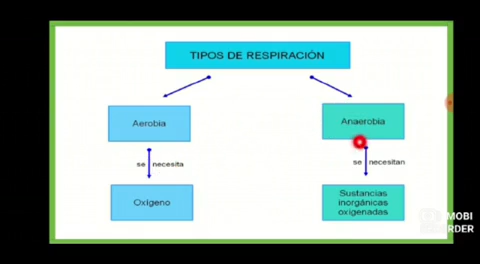 TIPOS DE RESPIRACIÓN
Aerobia
Anaerobia
se necesita
se necesitan
Oxígeno
Sustancias
inorgánicas
oxigenadas
MOBI
RDER